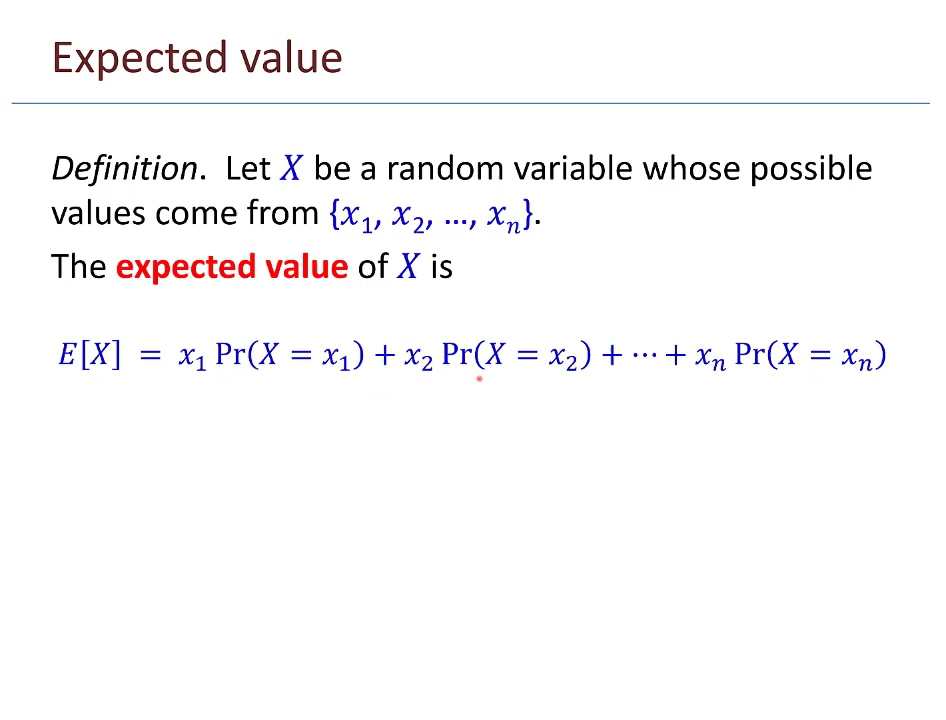 Expected value
Definition. Let X be a random variable whose possible
values come from {x₁, x₂, …, xₙ}.
The expected value of X is
E[X] = x₁ Pr(X = x₁) + x₂ Pr(X = x₂) + ⋯ + xₙ Pr(X = xₙ)